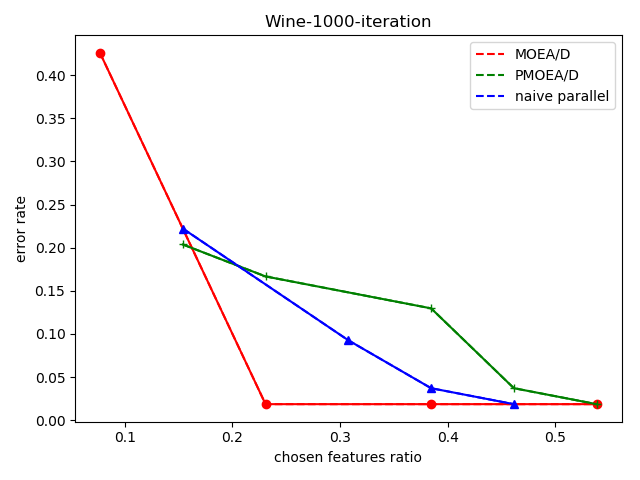 Wine-1000-iteration
MOEA/D
PMOEA/D
naive parallel
error rate
0.40
0.35
0.30
0.25
0.20
0.15
0.10
0.05
0.00
0.1 0.2 0.3 0.4 0.5
chosen features ratio